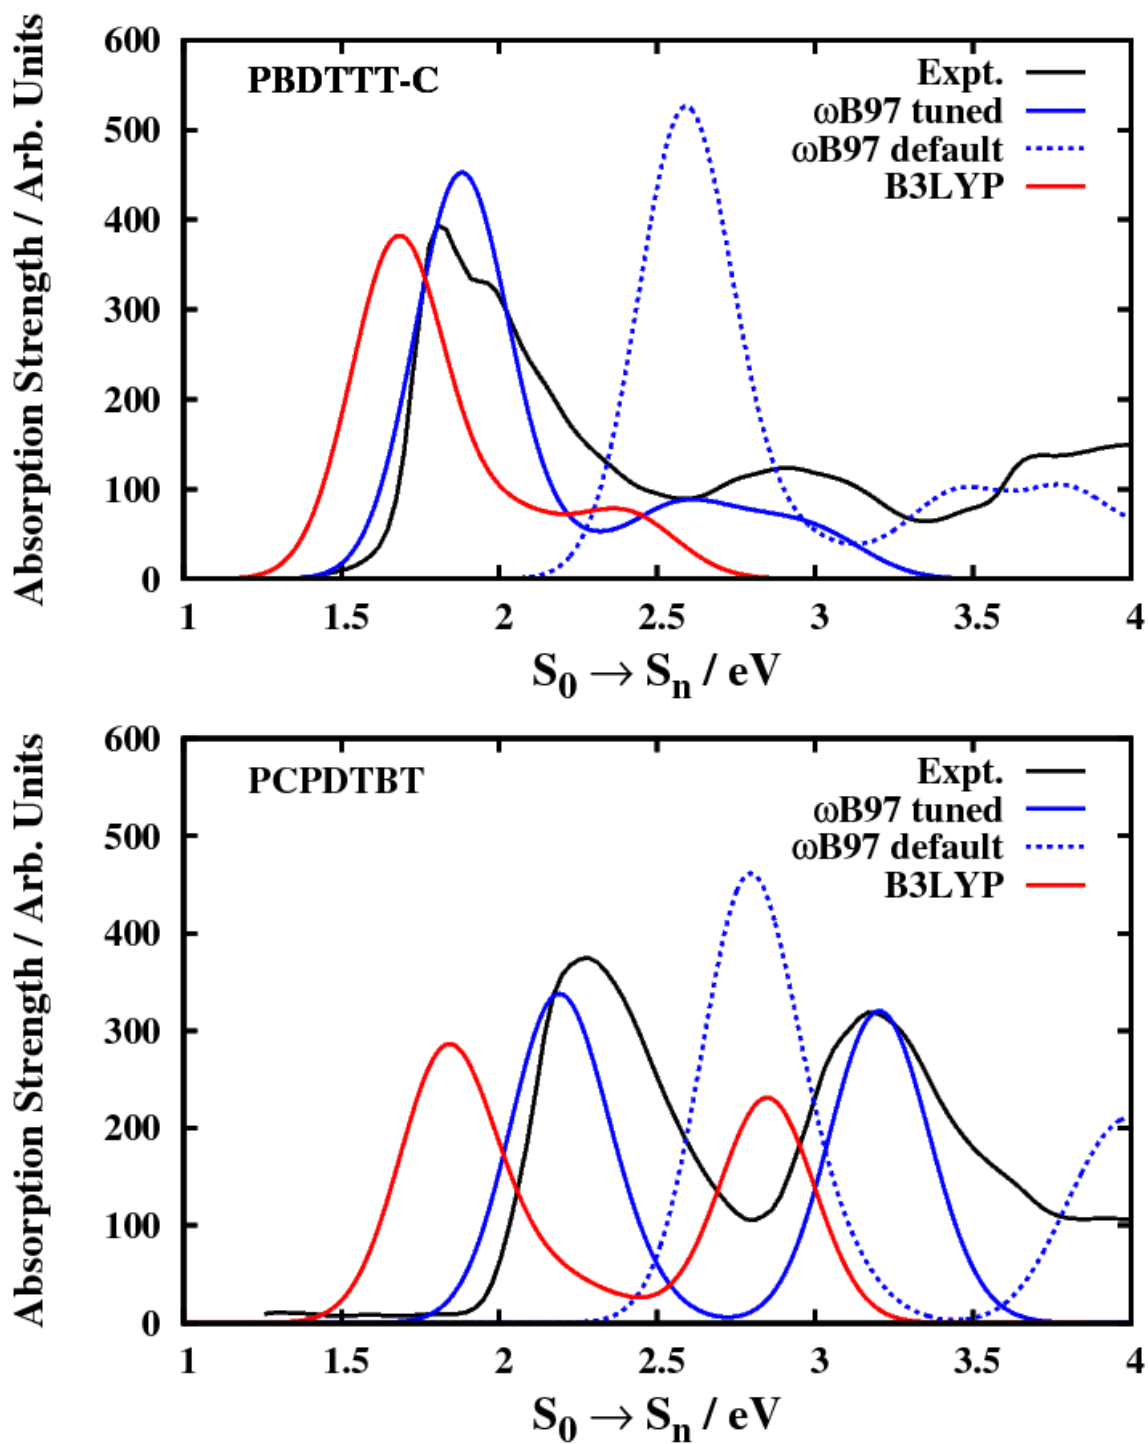 Absorption Strength / Arb. Units
600
500
400
300
200
100
0
PBDTTT-C
Expt.
ωB97 tuned
ωB97 default
B3LYP
1 1.5 2 2.5 3 3.5 4
S₀ → Sₙ / eV
Absorption Strength / Arb. Units
600
500
400
300
200
100
0
PCPDTBT
Expt.
ωB97 tuned
ωB97 default
B3LYP
1 1.5 2 2.5 3 3.5 4
S₀ → Sₙ / eV